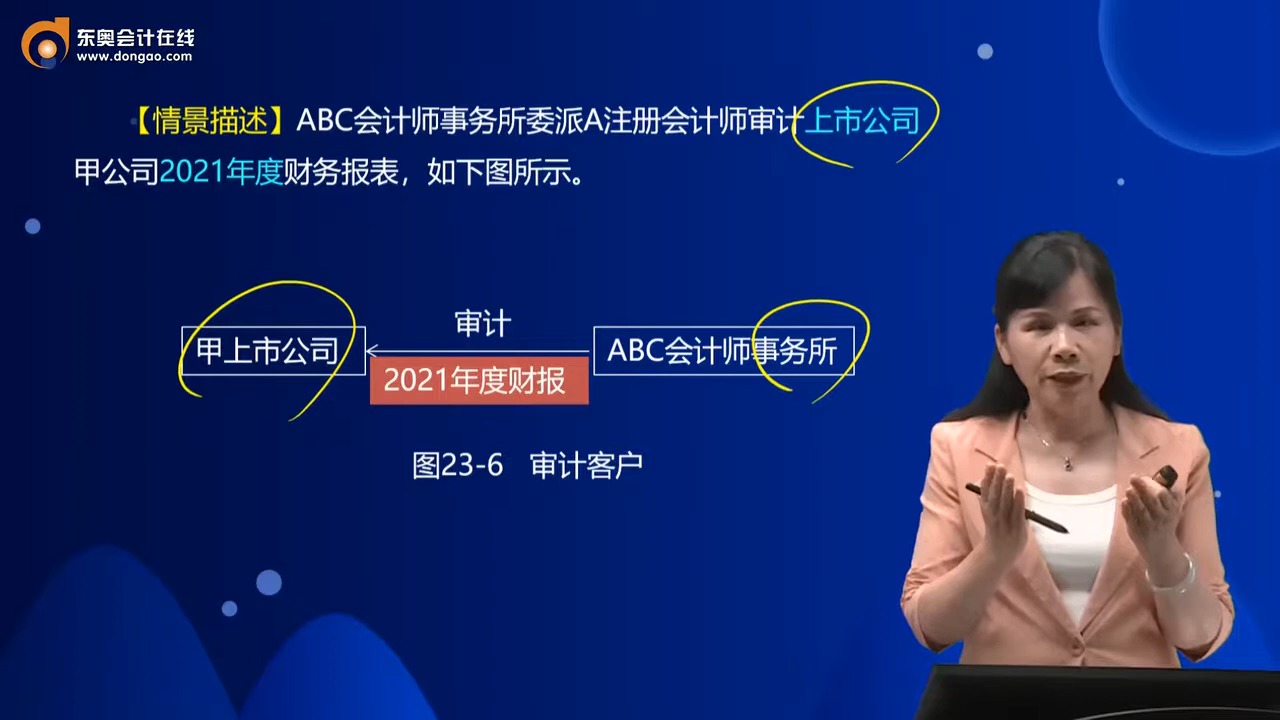 东奥会计在线
www.dongao.com
【情景描述】ABC会计师事务所委派A注册会计师审计上市公司
甲公司2021年度财务报表，如下图所示。
审计
甲上市公司
ABC会计师事务所
2021年度财报
图23-6 审计客户